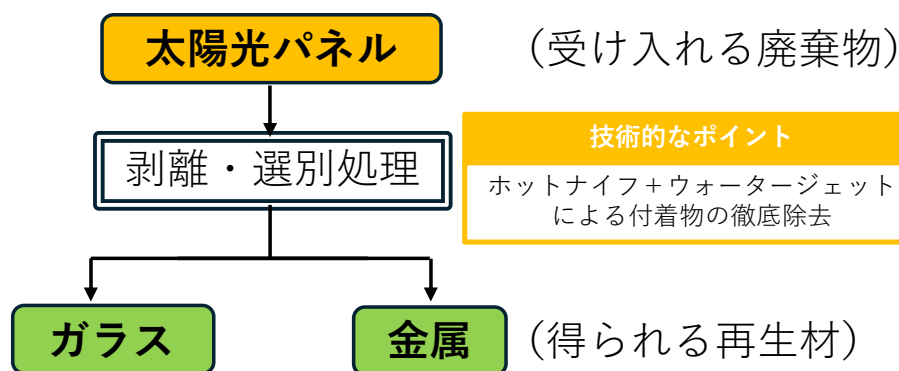 太陽光パネル
（受け入れる廃棄物）
剥離・選別処理
技術的なポイント
ホットナイフ＋ウォータージェット
による付着物の徹底除去
ガラス
金属
（得られる再生材）